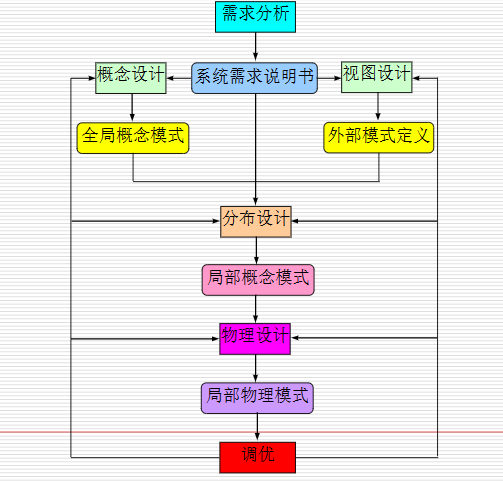 需求分析
概念设计
系统需求说明书
视图设计
全局概念模式
外部模式定义
分布设计
局部概念模式
物理设计
局部物理模式
调优